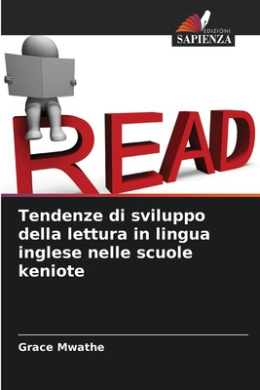 EDIZIONI
SAPIENZA
READ
Tendenze di sviluppo
della lettura in lingua
inglese nelle scuole
keniote
Grace Mwathe